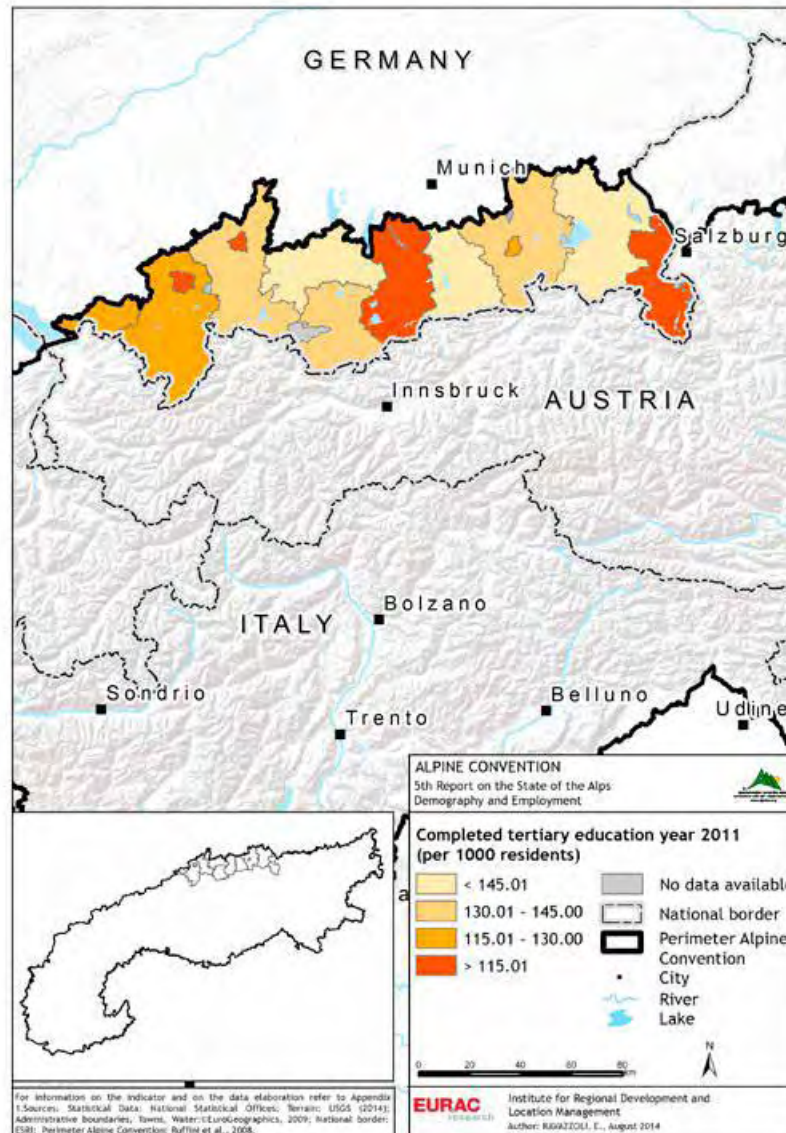 GERMANY
Munich
Salzburg
Innsbruck
AUSTRIA
Bolzano
ITALY
Sondrio
Belluno
Trento
Udine
ALPINE CONVENTION
5th Report on the State of the Alps
Demography and Employment
Completed tertiary education year 2011
(per 1000 residents)
< 145.01
130.01 - 145.00
115.01 - 130.00
> 115.01
No data available
National border
Perimeter Alpine
Convention
City
River
Lake
N
0 20 40 80
km
a
For information on the indicator and on the data elaboration refer to Appendix
1.Sources: Statistical Data: National Statistical Offices; Terrain: USGS (2014);
Administrative boundaries, Towns, Water:©EuroGeographics, 2009; National border:
ESRI; Perimeter Alpine Convention: Ruffini et al., 2008.
EURAC
research
Institute for Regional Development and
Location Management
Author: RAVAZZOLI, E., August 2014